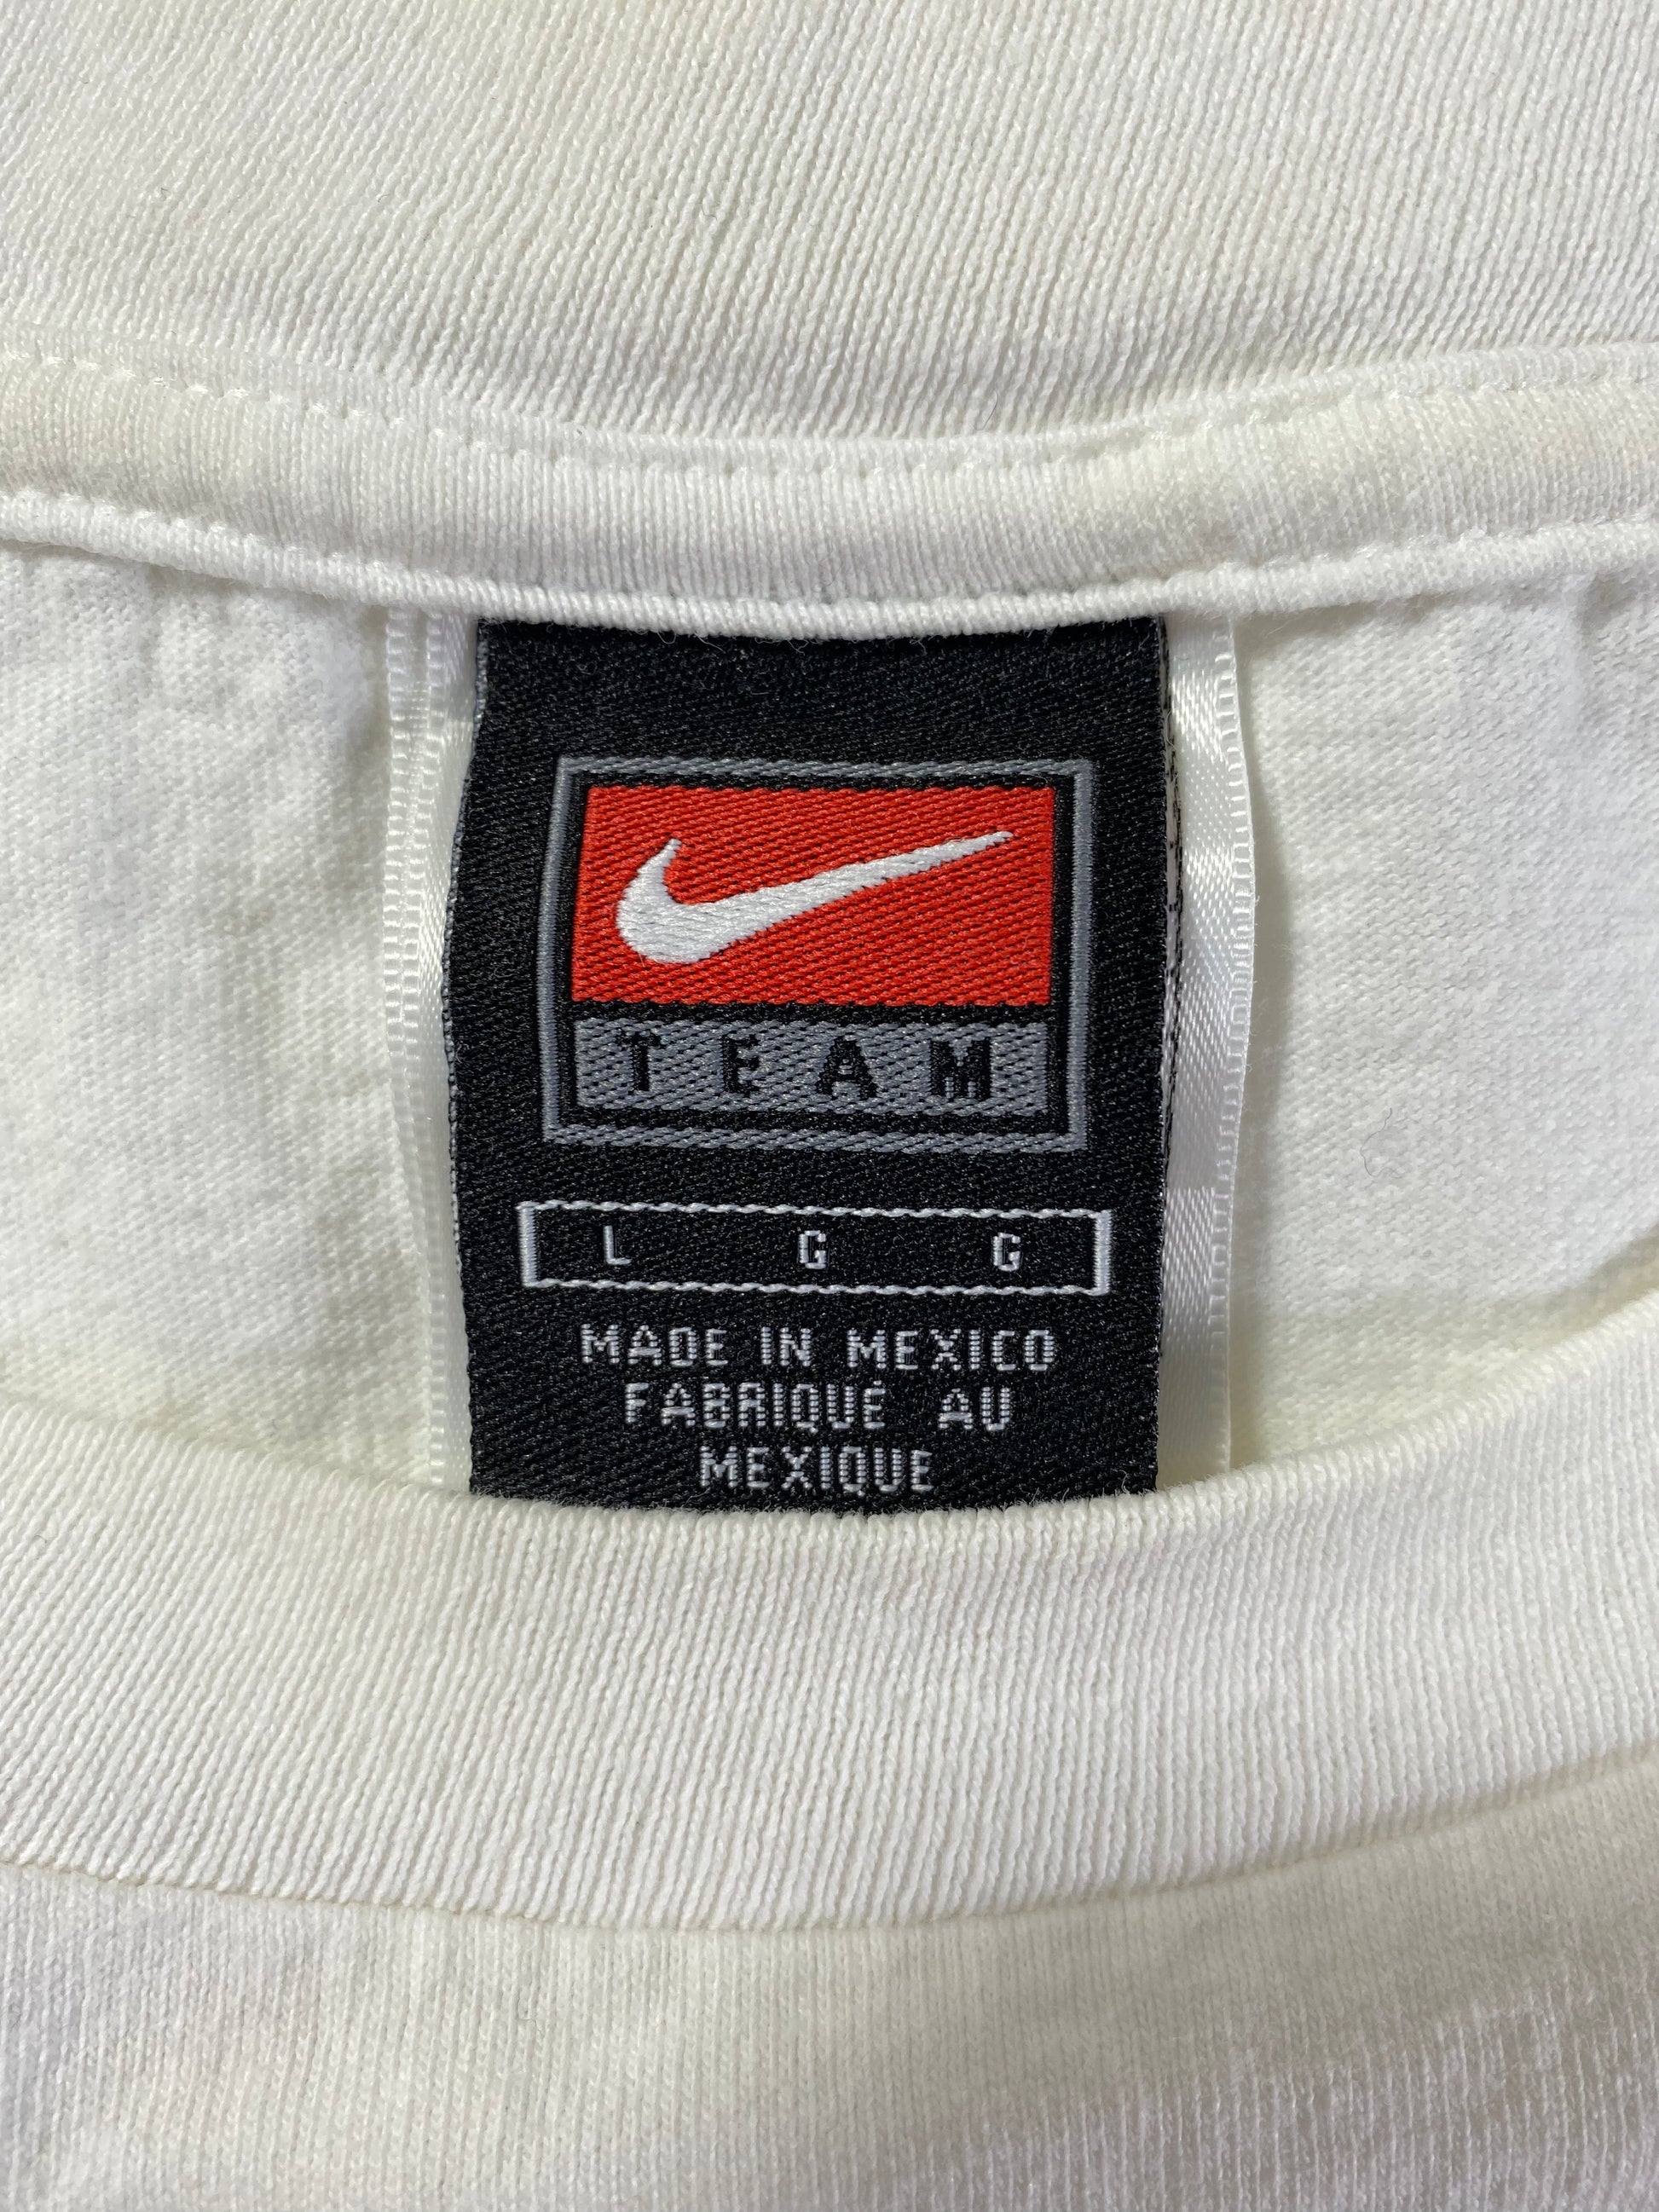 TEAM
L G G
MADE IN MEXICO
FABRIQUÉ AU
MEXIQUE